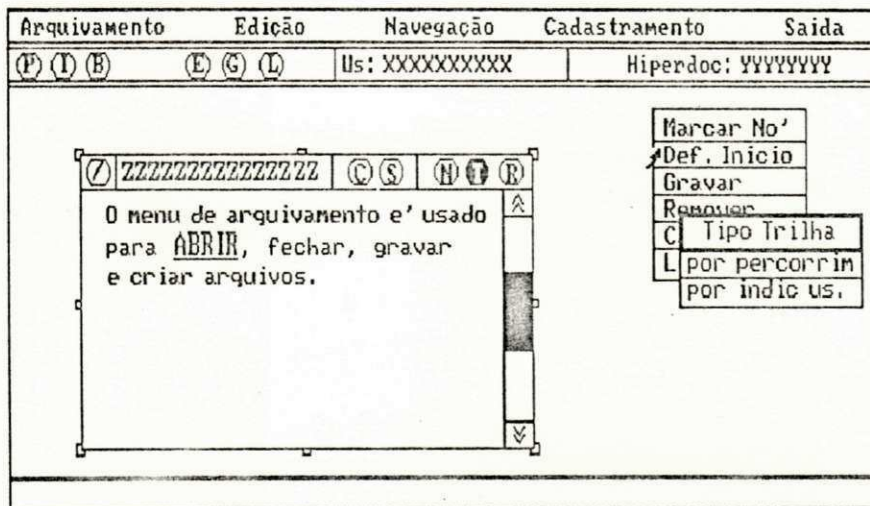 Arquivamento Edição Navegação Cadastramento Saida
P I B E G L Us: XXXXXXXXXX Hiperdoc: YYYYYYYY
Marcar No'
Z ZZZZZZZZZZZZZZZ C S N T R
Def. Inicio
Gravar
Remover
O menu de arquivamento e' usado
para ABRIR, fechar, gravar
e criar arquivos.
C
L
Tipo Trilha
por percorrim
por indic us.